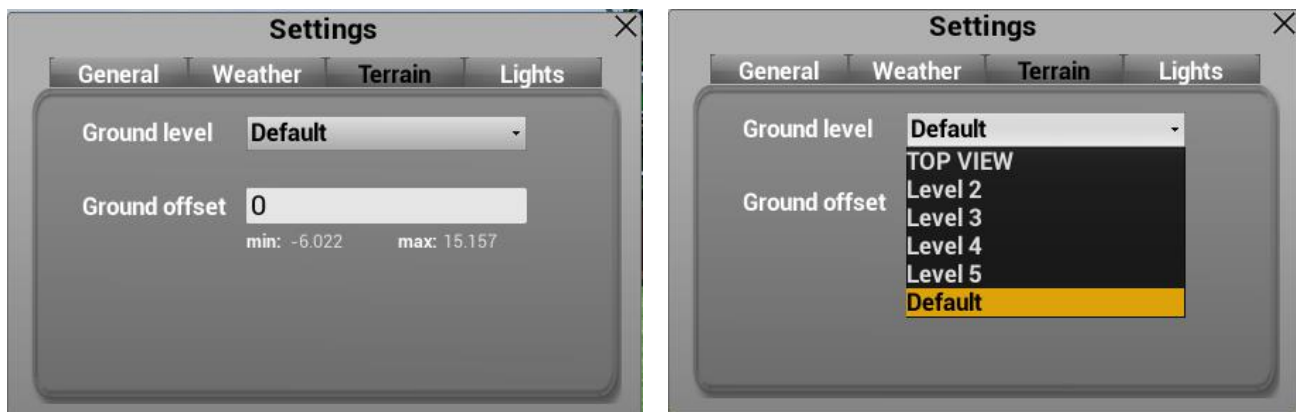 Settings
General Weather Terrain Lights
Ground level Default
Ground offset 0
min: -6.022 max: 15.157
Settings
General Weather Terrain Lights
Ground level Default
TOP VIEW
Level 2
Ground offset
Level 3
Level 4
Level 5
Default